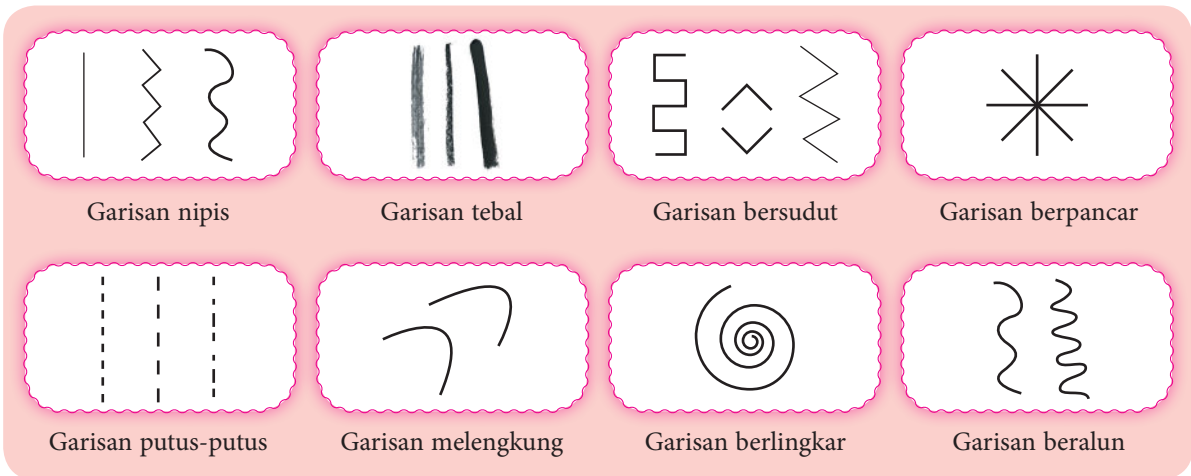 Garisan nipis
Garisan tebal
Garisan bersudut
Garisan berpancar
Garisan putus-putus
Garisan melengkung
Garisan berlingkar
Garisan beralun